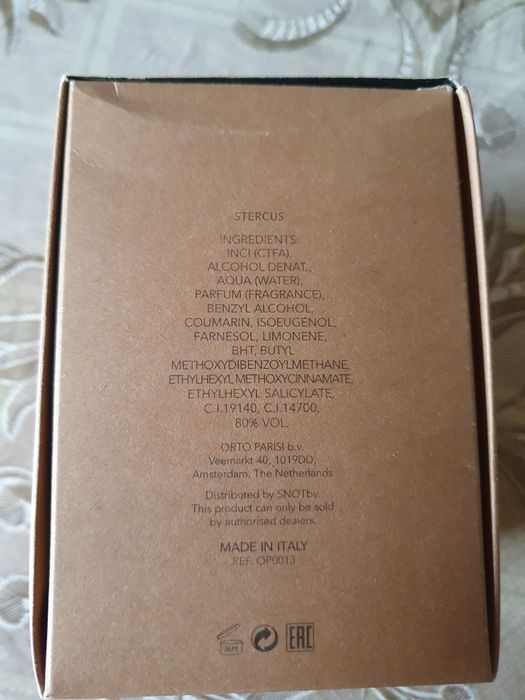 STERCUS
INGREDIENTS:
INCI (CTFA),
ALCOHOL DENAT.,
AQUA (WATER),
PARFUM (FRAGRANCE),
BENZYL ALCOHOL,
COUMARIN, ISOEUGENOL,
FARNESOL, LIMONENE,
BHT, BUTYL
METHOXYDIBENZOYLMETHANE,
ETHYLHEXYL METHOXYCINNAMATE,
ETHYLHEXYL SALICYLATE,
C.I.19140, C.I.14700,
80% VOL.
ORTO PARISI b.v.
Veemarkt 40, 1019DD,
Amsterdam, The Netherlands
Distributed by SNOTbv.
This product can only be sold
by authorised dealers.
MADE IN ITALY
REF. OP0013
36M EAC